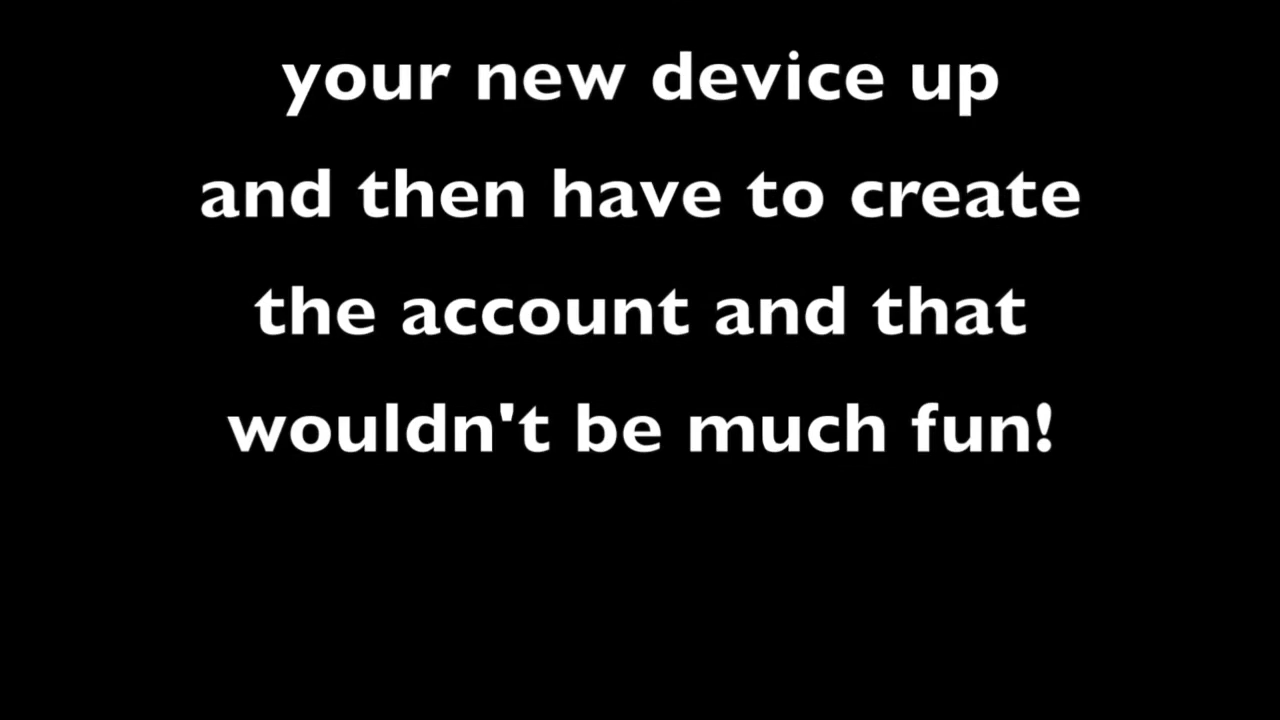 your new device up
and then have to create
the account and that
wouldn't be much fun!